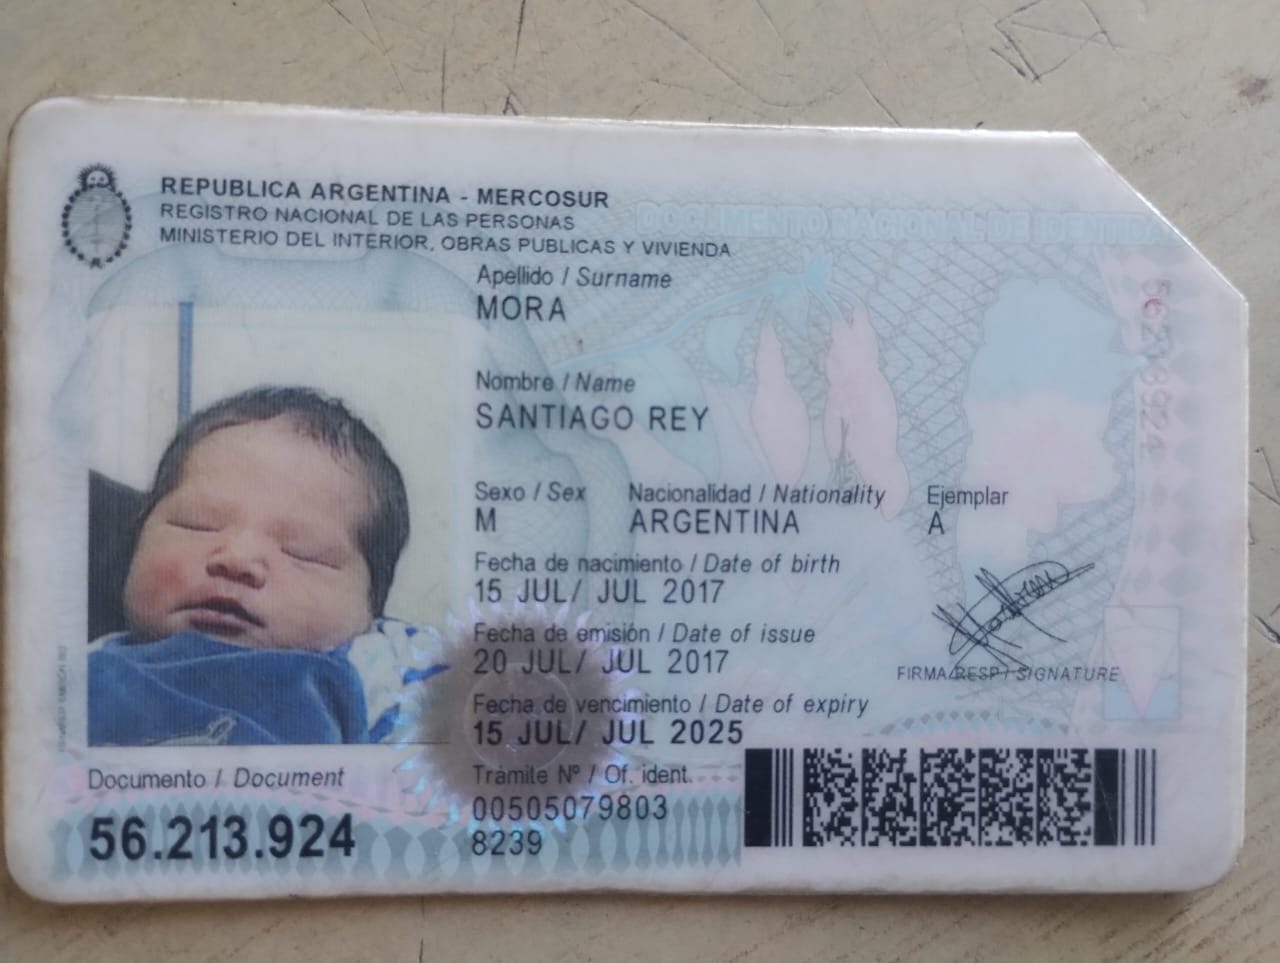 REPUBLICA ARGENTINA - MERCOSUR
REGISTRO NACIONAL DE LAS PERSONAS
MINISTERIO DEL INTERIOR, OBRAS PUBLICAS Y VIVIENDA
DOCUMENTO NACIONAL DE IDENTIDA
Apellido / Surname
MORA
Nombre / Name
SANTIAGO REY
Sexo / Sex Nacionalidad / Nationality Ejemplar
M ARGENTINA A
Fecha de nacimiento / Date of birth
15 JUL/ JUL 2017
Fecha de emisión / Date of issue
20 JUL/ JUL 2017
FIRMA RESP / SIGNATURE
Fecha de vencimiento / Date of expiry
15 JUL/ JUL 2025
Documento / Document
56.213.924
Trámite Nº / Of. ident.
00505079803
8239